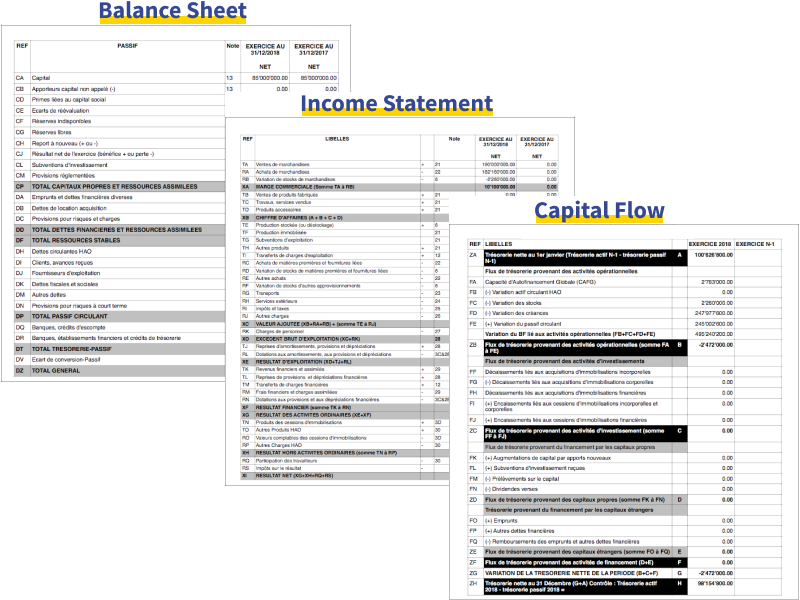 Balance Sheet
REF PASSIF Note EXERCICE AU 31/12/2018 EXERCICE AU 31/12/2017
NET NET
CA Capital 13 85'000'000.00 85'000'000.00
CB Apporteurs capital non appelé (-) 13 0.00 0.00
CD Primes liées au capital social
CE Ecarts de réévaluation
CF Réserves indisponibles
CG Réserves libres
CH Report à nouveau (+ ou -)
CJ Résultat net de l'exercice (bénéfice + ou perte -)
CL Subventions d'investissement
CM Provisions réglementées
CP TOTAL CAPITAUX PROPRES ET RESSOURCES ASSIMILEES
DA Emprunts et dettes financières diverses
DB Dettes de location acquisition
DC Provisions pour risques et charges
DD TOTAL DETTES FINANCIERES ET RESSOURCES ASSIMILEES
DF TOTAL RESSOURCES STABLES
DH Dettes circulantes HAO
DI Clients, avances reçues
DJ Fournisseurs d'exploitation
DK Dettes fiscales et sociales
DM Autres dettes
DN Provisions pour risques à court terme
DP TOTAL PASSIF CIRCULANT
DQ Banques, crédits d'escompte
DR Banques, établissements financiers et crédits de trésorerie
DT TOTAL TRESORERIE-PASSIF
DV Ecart de conversion-Passif
DZ TOTAL GENERAL
Income Statement
REF LIBELLES Note EXERCICE AU 31/12/2018 EXERCICE AU 31/12/2017
NET NET
TA Ventes de marchandises + 21 190'000'000.00 0.00
RA Achats de marchandises - 22 0.00
RB Variation de stocks de marchandises - 6 0.00
XA MARGE COMMERCIALE (Somme TA à RB) 0.00
TB Ventes de produits fabriqués + 21
TC Travaux, services vendus + 21
TD Produits accessoires + 21
XB CHIFFRE D'AFFAIRES (A + B + C + D)
TE Production stockée (ou déstockage) + 6
TF Production immobilisée 21
TG Subventions d'exploitation 21
TH Autres produits + 21
TI Transferts de charges d'exploitation + 12
RC Achats de matières premières et fournitures liées - 22
RD Variation de stocks de matières premières et fournitures liées - 6
RE Autres achats - 22
RF Variation de stocks d'autres approvisionnements - 6
RG Transports - 23
RH Services extérieurs - 24
RI Impôts et taxes - 25
RJ Autres charges - 26
XC VALEUR AJOUTEE (XB+RA+RB) + (somme TE à RJ)
RK Charges de personnel - 27
XD EXCEDENT BRUT D'EXPLOITATION (XC+RK) 28
TJ Reprises d'amortissements, provisions et dépréciations + 28
RL Dotations aux amortissements, aux provisions et dépréciations - 3C&28
XE RESULTAT D'EXPLOITATION (XD+TJ+RL)
TK Revenus financiers et assimilés + 29
TL Reprises de provisions et dépréciations financières + 28
TM Transferts de charges financières + 12
RM Frais financiers et charges assimilées - 29
RN Dotations aux provisions et aux dépréciations financières - 3C&28
XF RESULTAT FINANCIER (somme TK à RN)
XG RESULTAT DES ACTIVITES ORDINAIRES (XE+XF)
TN Produits des cessions d'immobilisations + 3D
TO Autres Produits HAO + 30
RO Valeurs comptables des cessions d'immobilisations - 3D
RP Autres Charges HAO - 30
XH RESULTAT HORS ACTIVITES ORDINAIRES (somme TN à RP)
RQ Participation des travailleurs - 30
RS Impôts sur le résultat -
XI RESULTAT NET (XG+XH+RQ+RS)
Capital Flow
REF LIBELLES EXERCICE 2018 EXERCICE N-1
ZA Trésorerie nette au 1er janvier (Trésorerie actif N-1 - trésorerie passif N-1) A 100'626'900.00
Flux de trésorerie provenant des activités opérationnelles
FA Capacité d'Autofinancement Globale (CAFG) 2'763'000.00
FB (-) Variation actif circulant HAO 0.00
FC (-) Variation des stocks 2'260'000.00
FD (-) Variation des créances 247'977'600.00
FE (+) Variation du passif circulant 245'002'600.00
Variation du BF lié aux activités opérationnelles (FB+FC+FD+FE) 495'240'200.00
ZB Flux de trésorerie provenant des activités opérationnelles (somme FA à FE) B -2'472'000.00
Flux de trésorerie provenant des activités d'investissements
FF Décaissements liés aux acquisitions d'immobilisations incorporelles 0.00
FG (-) Décaissements liés aux acquisitions d'immobilisations corporelles 0.00
FH Décaissements liés aux acquisitions d'immobilisations financières 0.00
FI (+) Encaissements liés aux cessions d'immobilisations incorporelles et corporelles 0.00
FJ (+) Encaissements liés aux cessions d'immobilisations financières 0.00
ZC Flux de trésorerie provenant des activités d'investissement (somme FF à FJ) C 0.00
Flux de trésorerie provenant du financement par les capitaux propres
FK (+) Augmentations de capital par apports nouveaux 0.00
FL (+) Subventions d'investissement reçues 0.00
FM (-) Prélèvements sur le capital 0.00
FN (-) Dividendes verses 0.00
ZD Flux de trésorerie provenant des capitaux propres (somme FK à FN) D 0.00
Trésorerie provenant du financement par les capitaux étrangers
FO (+) Emprunts 0.00
FP (+) Autres dettes financières 0.00
FQ (-) Remboursements des emprunts et autres dettes financières 0.00
ZE Flux de trésorerie provenant des capitaux étrangers (somme FO à FQ) E 0.00
ZF Flux de trésorerie provenant des activités de financement (D+E) F 0.00
ZG VARIATION DE LA TRESORERIE NETTE DE LA PERIODE (B+C+F) G -2'472'000.00
ZH Trésorerie nette au 31 Décembre (G+A) Contrôle : Trésorerie actif 2018 - trésorerie passif 2018 = H 98'154'900.00